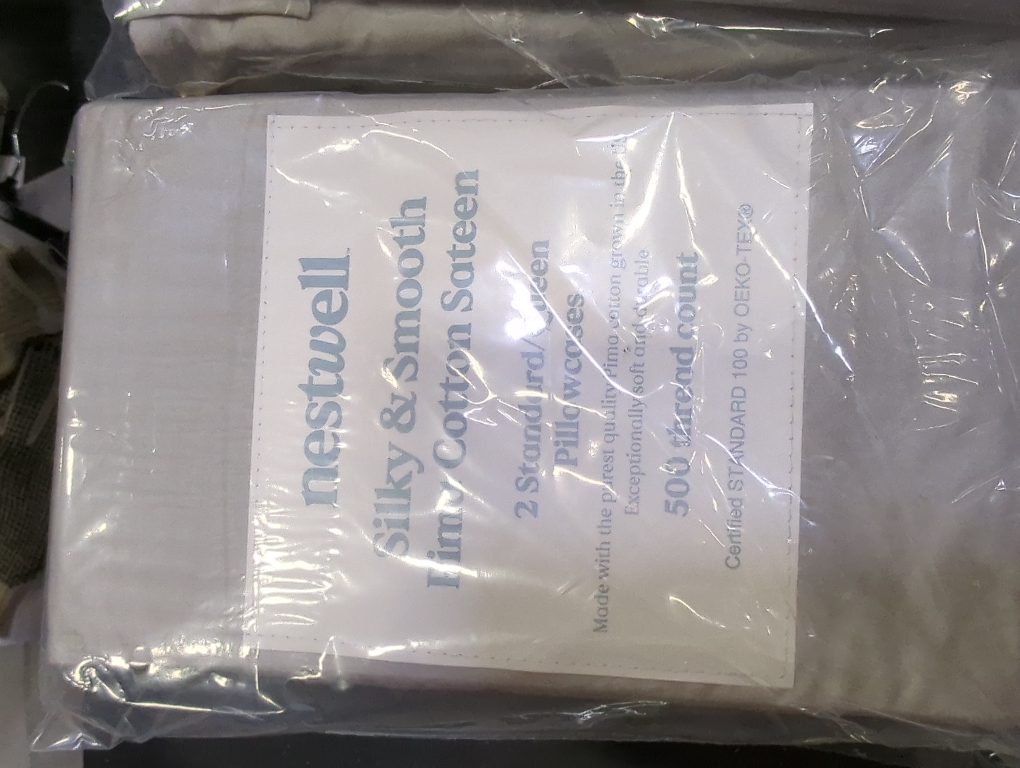 nestwell™
Silky & Smooth
Pima Cotton Sateen
2 Standard/Queen
Pillowcases
Made with the purest quality Pima cotton grown in the
Exceptionally soft and durable
500 thread count
Certified STANDARD 100 by OEKO-TEX®